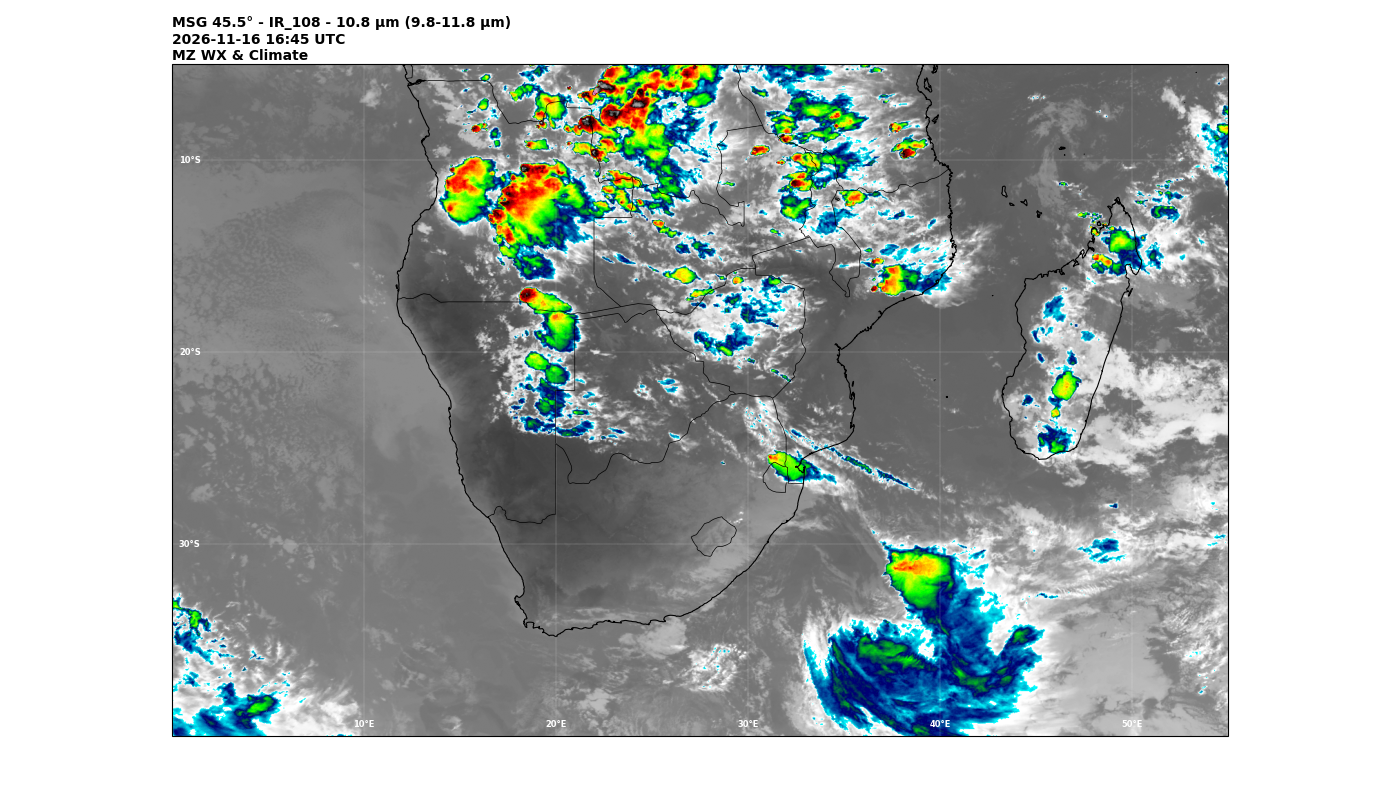 MSG 45.5° - IR_108 - 10.8 µm (9.8-11.8 µm)
2026-11-16 16:45 UTC
MZ WX & Climate
10°S
20°S
30°S
10°E
20°E
30°E
40°E
50°E